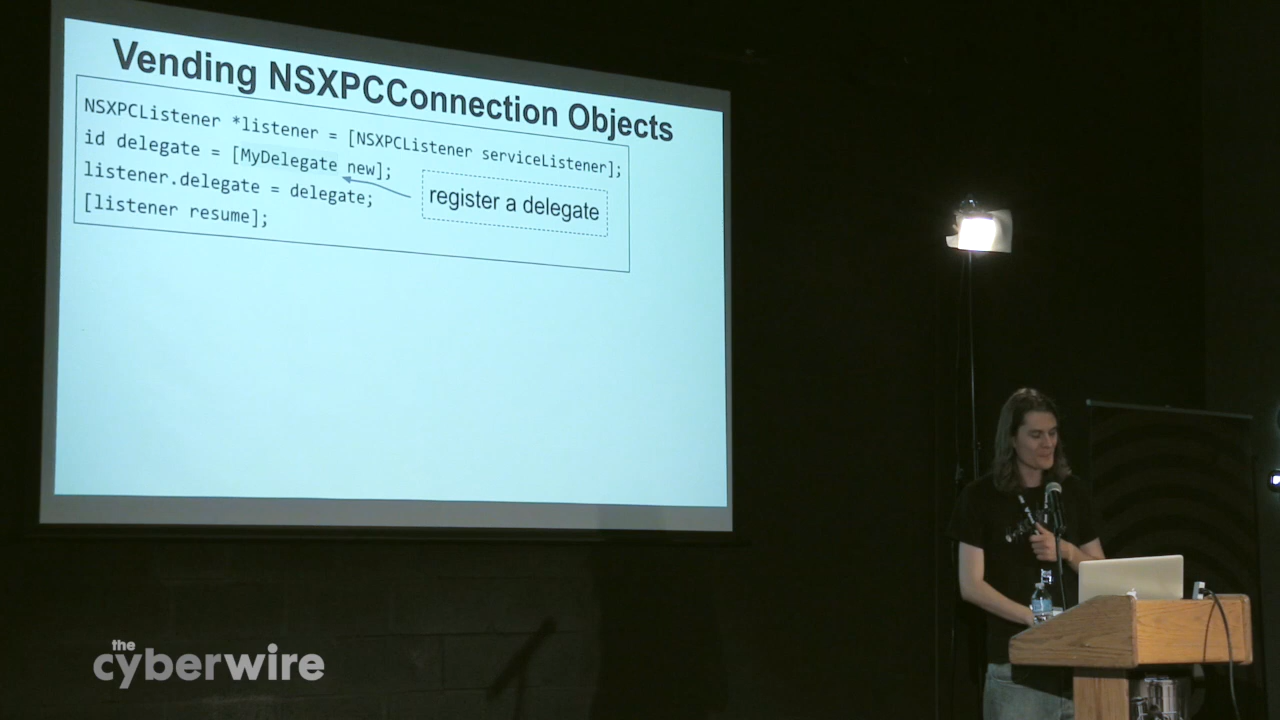 Vending NSXPCConnection Objects
NSXPCListener *listener = [NSXPCListener serviceListener];
id delegate = [MyDelegate new];
listener.delegate = delegate;
[listener resume];
register a delegate
the
cyberwire